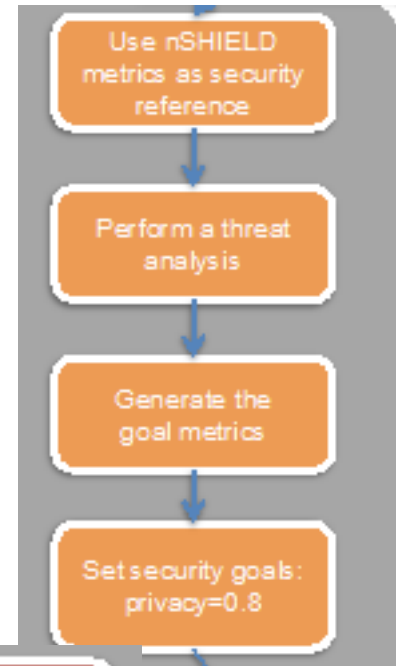 Use nSHIELD
metrics as security
reference
Perform a threat
analysis
Generate the
goal metrics
Set security goals:
privacy=0.8